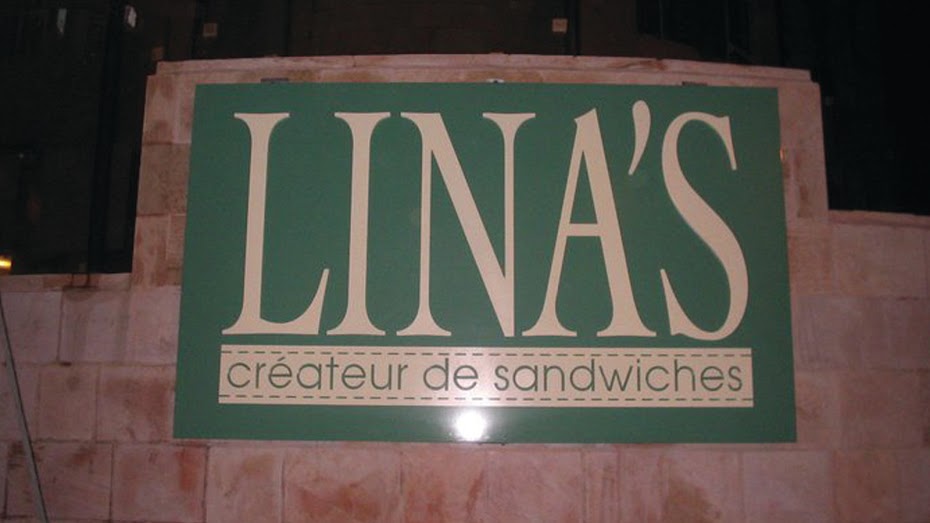 LINA'S
créateur de sandwiches